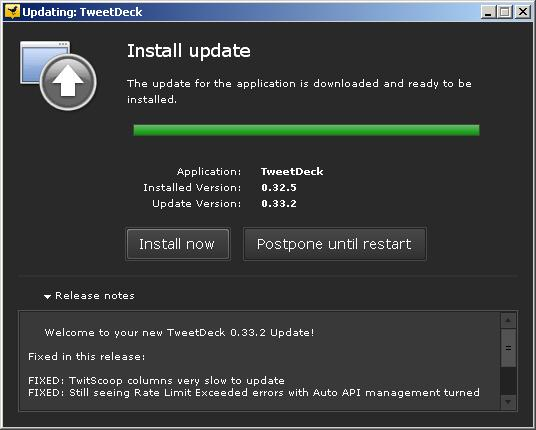 Updating: TweetDeck
Install update
The update for the application is downloaded and ready to be
installed.
Application: TweetDeck
Installed Version: 0.32.5
Update Version: 0.33.2
Install now Postpone until restart
Release notes
Welcome to your new TweetDeck 0.33.2 Update!
Fixed in this release:
FIXED: TwitScoop columns very slow to update
FIXED: Still seeing Rate Limit Exceeded errors with Auto API management turned